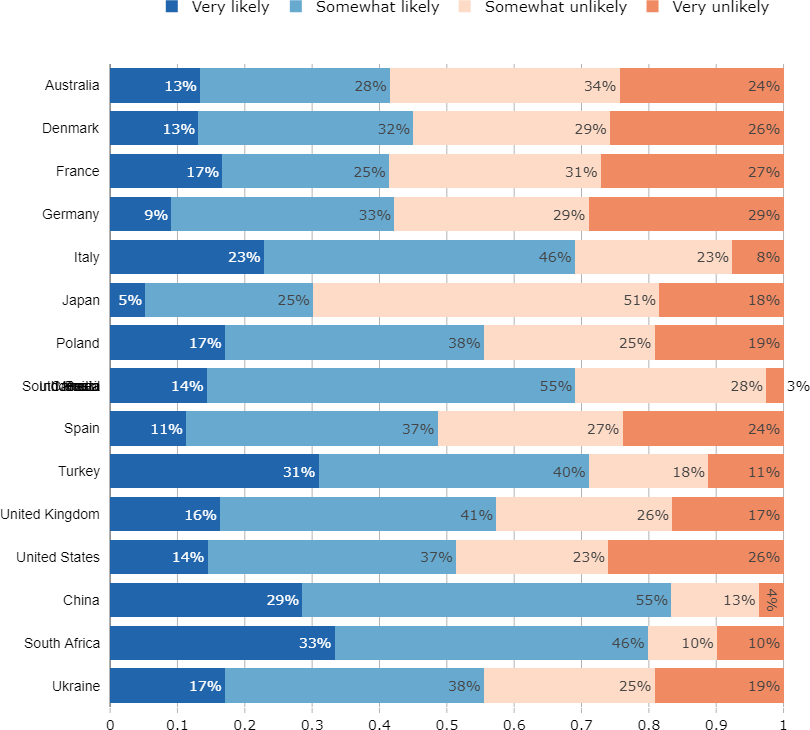 Very likely Somewhat likely Somewhat unlikely Very unlikely
Australia 13% 28% 34% 24%
Denmark 13% 32% 29% 26%
France 17% 25% 31% 27%
Germany 9% 33% 29% 29%
Italy 23% 46% 23% 8%
Japan 5% 25% 51% 18%
Poland 17% 38% 25% 19%
14% 55% 28% 3%
Spain 11% 37% 27% 24%
Turkey 31% 40% 18% 11%
United Kingdom 16% 41% 26% 17%
United States 14% 37% 23% 26%
China 29% 55% 13% 4%
South Africa 33% 46% 10% 10%
Ukraine 17% 38% 25% 19%
0 0.1 0.2 0.3 0.4 0.5 0.6 0.7 0.8 0.9 1